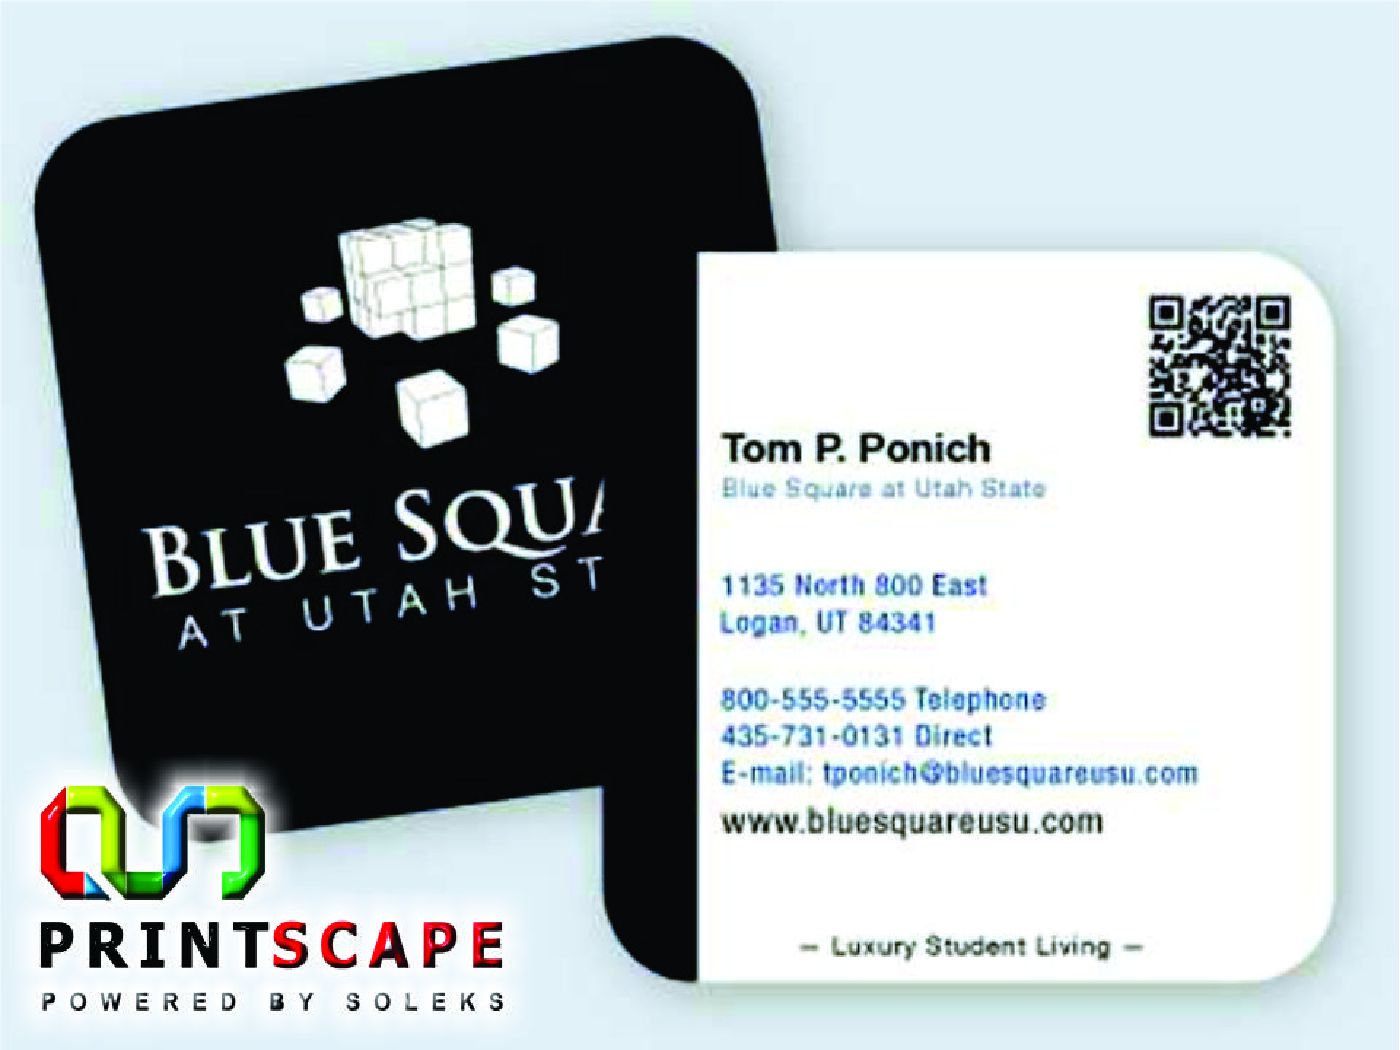 BLUE SQUA
AT UTAH ST
Tom P. Ponich
Blue Square at Utah State
1135 North 800 East
Logan, UT 84341
800-555-5555 Telephone
435-731-0131 Direct
E-mail: tponich@bluesquareusu.com
www.bluesquareusu.com
— Luxury Student Living —
PRINTSCAPE
POWERED BY SOLEKS